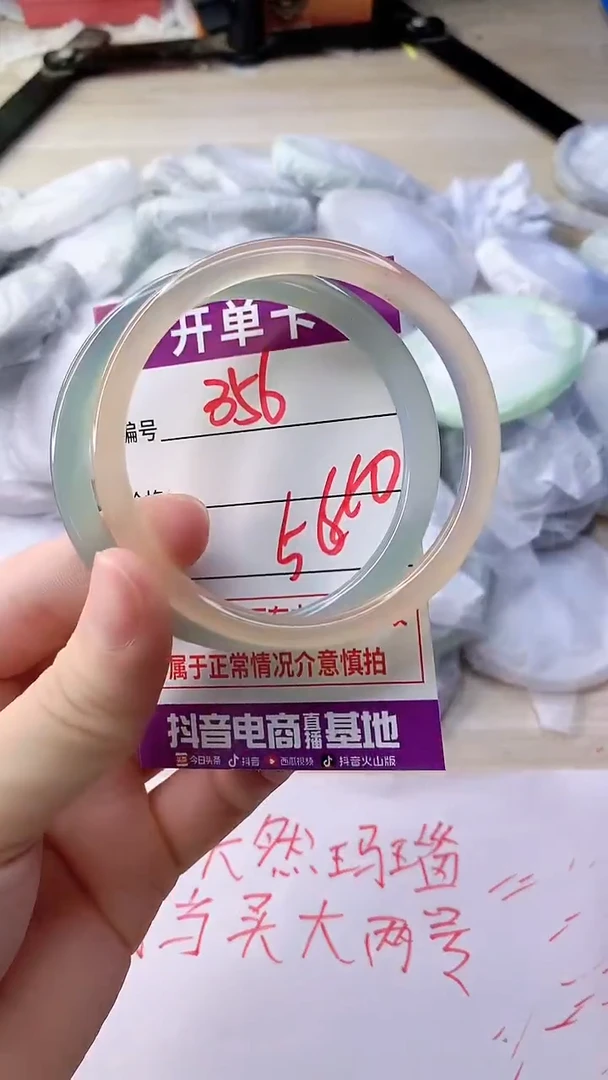 开单卡
编号 356
5660
属于正常情况介意慎拍
抖音电商直播基地
今日头条 抖音 西瓜视频 抖音火山版
天然玛瑙
当买大两号